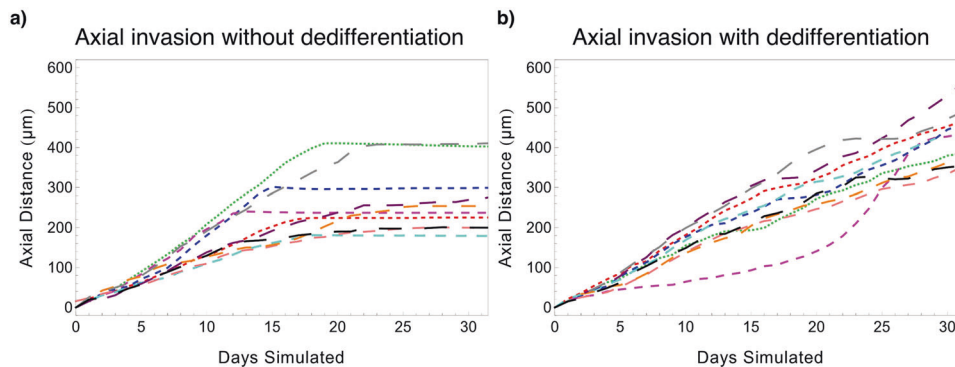 a)
Axial invasion without dedifferentiation
600
500
400
300
200
100
0
Axial Distance (µm)
0 5 10 15 20 25 30
Days Simulated
b)
Axial invasion with dedifferentiation
600
500
400
300
200
100
0
Axial Distance (µm)
0 5 10 15 20 25 30
Days Simulated